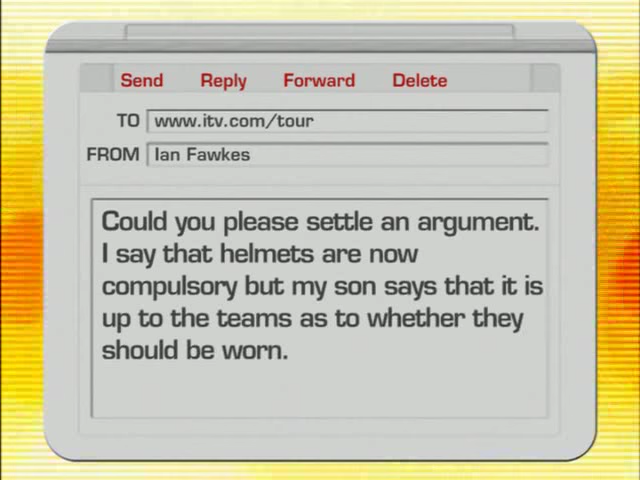 Send Reply Forward Delete
TO www.itv.com/tour
FROM Ian Fawkes
Could you please settle an argument.
I say that helmets are now
compulsory but my son says that it is
up to the teams as to whether they
should be worn.